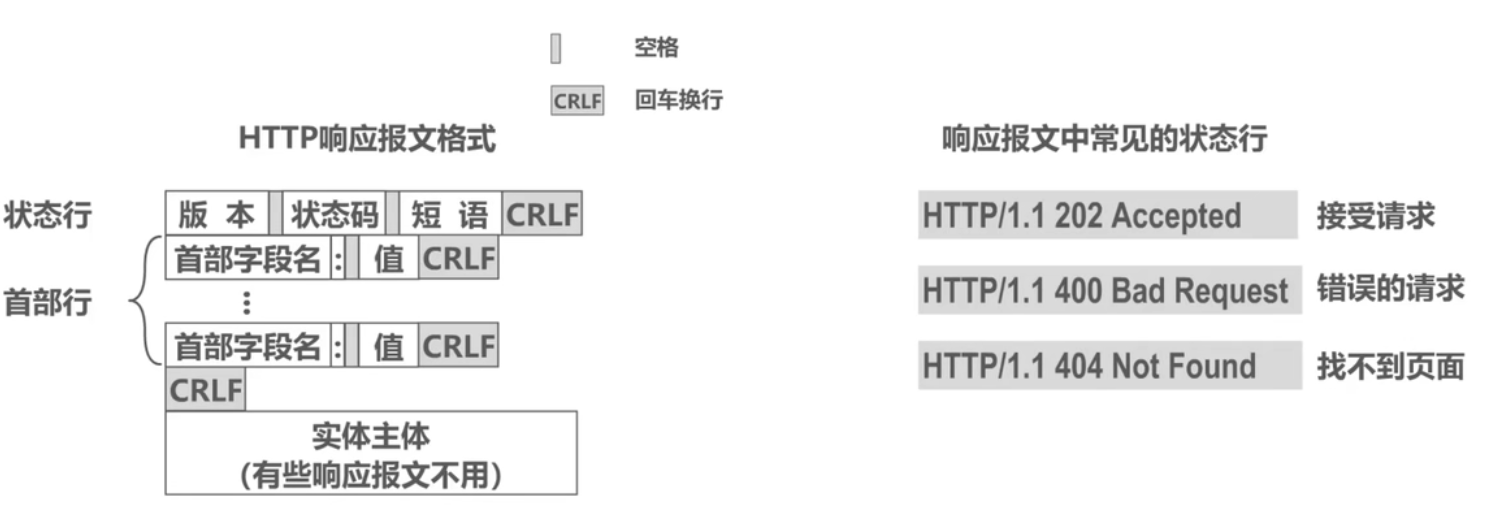 空格
CRLF 回车换行
HTTP响应报文格式
响应报文中常见的状态行
状态行
版 本 状态码 短 语 CRLF
首部字段名 : 值 CRLF
首部行
⋮
首部字段名 : 值 CRLF
CRLF
实体主体
(有些响应报文不用)
HTTP/1.1 202 Accepted 接受请求
HTTP/1.1 400 Bad Request 错误的请求
HTTP/1.1 404 Not Found 找不到页面